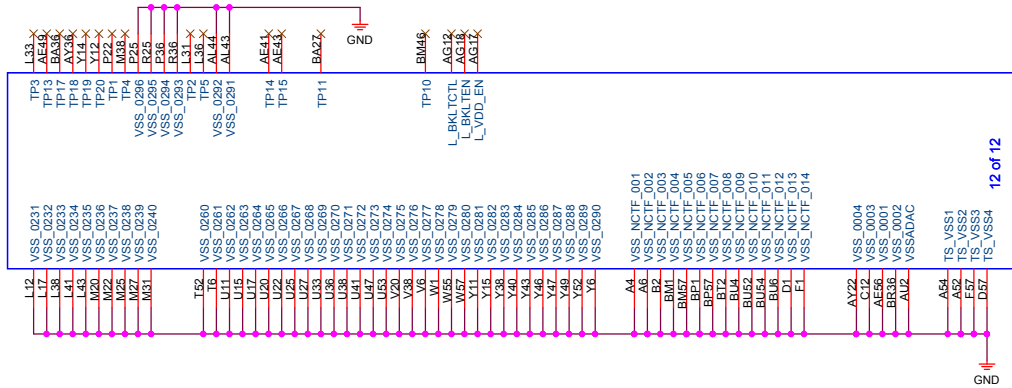 GND
L33
AE49
BA36
AY36
Y14
Y12
P22
M38
P25
R25
P36
R36
L31
L36
AL44
AL43
AE41
AE43
BA27
BM46
AG12
AG18
AG17
TP3
TP13
TP17
TP18
TP19
TP20
TP1
TP4
VSS_0296
VSS_0295
VSS_0294
VSS_0293
TP2
TP5
VSS_0292
VSS_0291
TP14
TP15
TP11
TP10
L_BKLTCTL
L_BKLTEN
L_VDD_EN
12 of 12
VSS_0231
VSS_0232
VSS_0233
VSS_0234
VSS_0235
VSS_0236
VSS_0237
VSS_0238
VSS_0239
VSS_0240
VSS_0260
VSS_0261
VSS_0262
VSS_0263
VSS_0264
VSS_0265
VSS_0266
VSS_0267
VSS_0268
VSS_0269
VSS_0270
VSS_0271
VSS_0272
VSS_0273
VSS_0274
VSS_0275
VSS_0276
VSS_0277
VSS_0278
VSS_0279
VSS_0280
VSS_0281
VSS_0282
VSS_0283
VSS_0284
VSS_0285
VSS_0286
VSS_0287
VSS_0288
VSS_0289
VSS_0290
VSS_NCTF_001
VSS_NCTF_002
VSS_NCTF_003
VSS_NCTF_004
VSS_NCTF_005
VSS_NCTF_006
VSS_NCTF_007
VSS_NCTF_008
VSS_NCTF_009
VSS_NCTF_010
VSS_NCTF_011
VSS_NCTF_012
VSS_NCTF_013
VSS_NCTF_014
VSS_0004
VSS_0003
VSS_0001
VSS_0002
VSSADAC
TS_VSS1
TS_VSS2
TS_VSS3
TS_VSS4
L12
L17
L38
L41
L43
M20
M22
M25
M27
M31
T52
T6
U11
U15
U17
U20
U22
U25
U27
U33
U36
U38
U41
U47
U53
V20
V38
V6
W1
W55
W57
Y11
Y15
Y38
Y40
Y43
Y46
Y47
Y49
Y52
Y6
A4
A6
B2
BM1
BM57
BP1
BP57
BT2
BU4
BU52
BU54
BU6
D1
F1
AY22
C12
AE56
BR36
AU2
A54
A52
F57
D57
GND